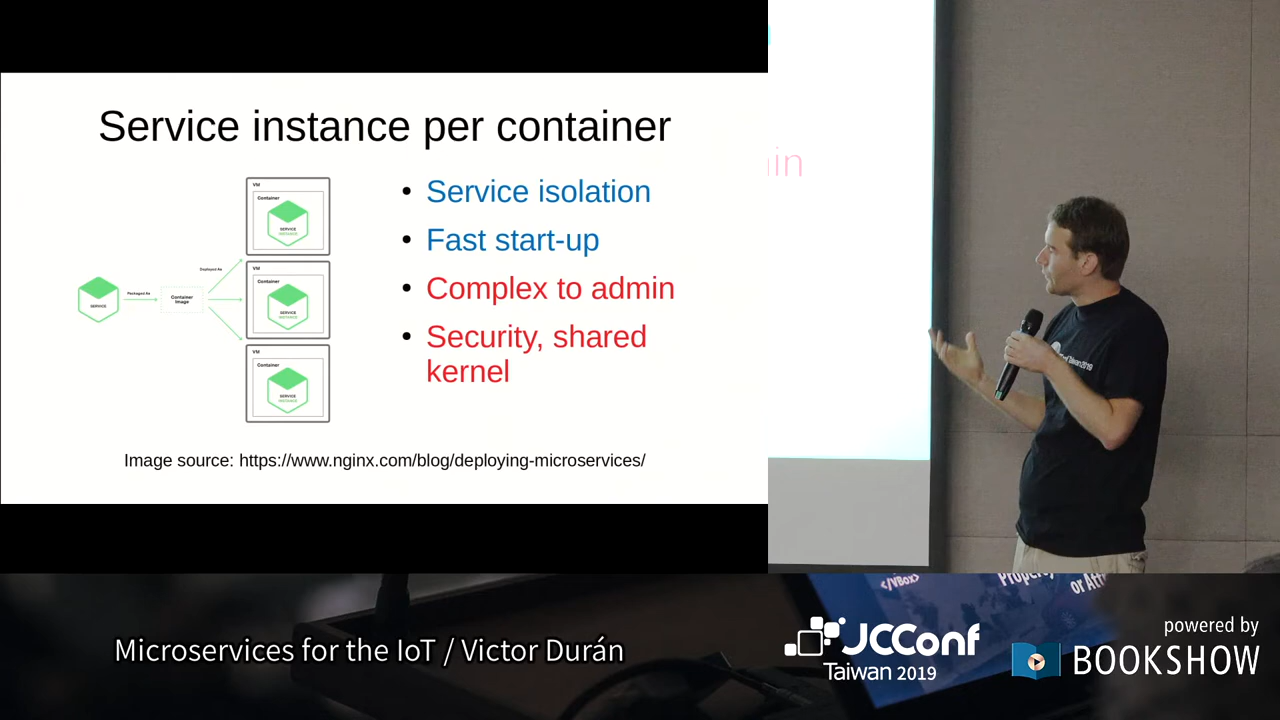 Service instance per container
VM
Container
SERVICE
INSTANCE
VM
Container
SERVICE
INSTANCE
VM
Container
SERVICE
INSTANCE
Deployed As
Packaged As
SERVICE
Container
Image
• Service isolation
• Fast start-up
• Complex to admin
• Security, shared
kernel
Image source: https://www.nginx.com/blog/deploying-microservices/
in
Taiwan2019
</VBox>
Property
Microservices for the IoT / Victor Durán
JCConf
Taiwan 2019
powered by
BOOKSHOW